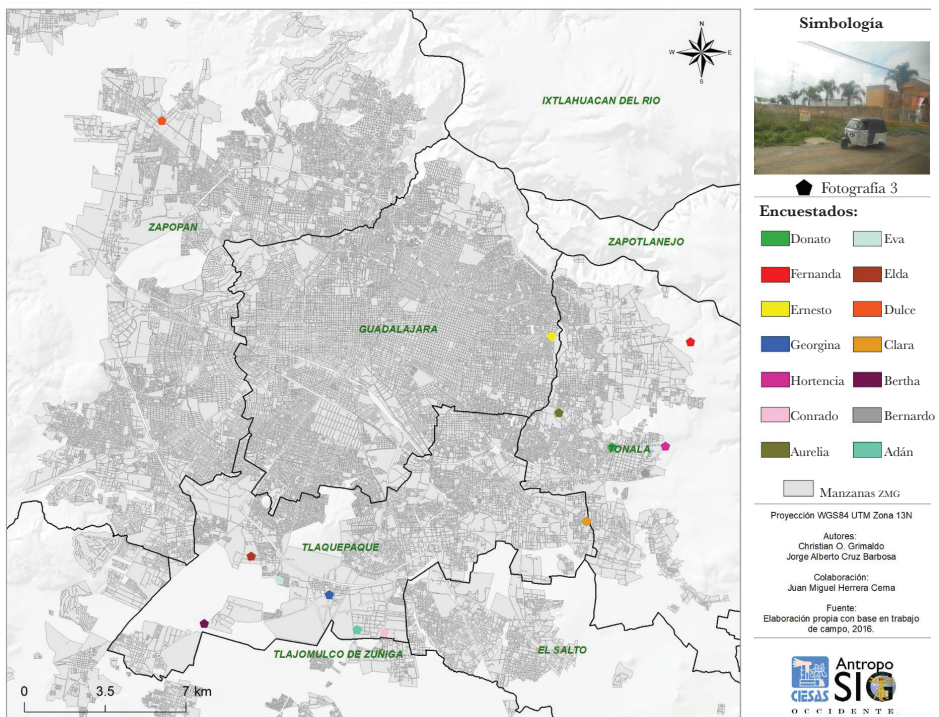 N
W E
S
IXTLAHUACAN DEL RIO
ZAPOPAN
ZAPOTLANEJO
GUADALAJARA
TONALA
TLAQUEPAQUE
TLAJOMULCO DE ZUÑIGA
EL SALTO
0 3.5 7 km
Simbología
Fotografía 3
Encuestados:
Donato Eva
Fernanda Elda
Ernesto Dulce
Georgina Clara
Hortencia Bertha
Conrado Bernardo
Aurelia Adán
Manzanas ZMG
Proyección WGS84 UTM Zona 13N
Autores:
Christian O. Grimaldo
Jorge Alberto Cruz Barbosa
Colaboración:
Juan Miguel Herrera Cerna
Fuente:
Elaboración propia con base en trabajo
de campo, 2016.
CIESAS
Antropo
SIG
OCCIDENTE